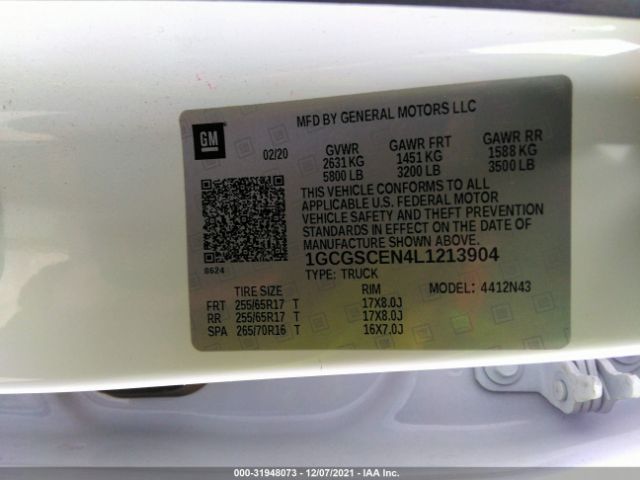 MFD BY GENERAL MOTORS LLC
GM
02/20
GVWR GAWR FRT GAWR RR
2631 KG 1451 KG 1588 KG
5800 LB 3200 LB 3500 LB
THIS VEHICLE CONFORMS TO ALL
APPLICABLE U.S. FEDERAL MOTOR
VEHICLE SAFETY AND THEFT PREVENTION
STANDARDS IN EFFECT ON THE DATE OF
MANUFACTURE SHOWN ABOVE.
0624
1GCGSCEN4L1213904
TYPE: TRUCK
TIRE SIZE RIM MODEL: 4412N43
FRT 255/65R17 T 17X8.0J
RR 255/65R17 T 17X8.0J
SPA 265/70R16 T 16X7.0J
000-31948073 - 12/07/2021 - IAA Inc.